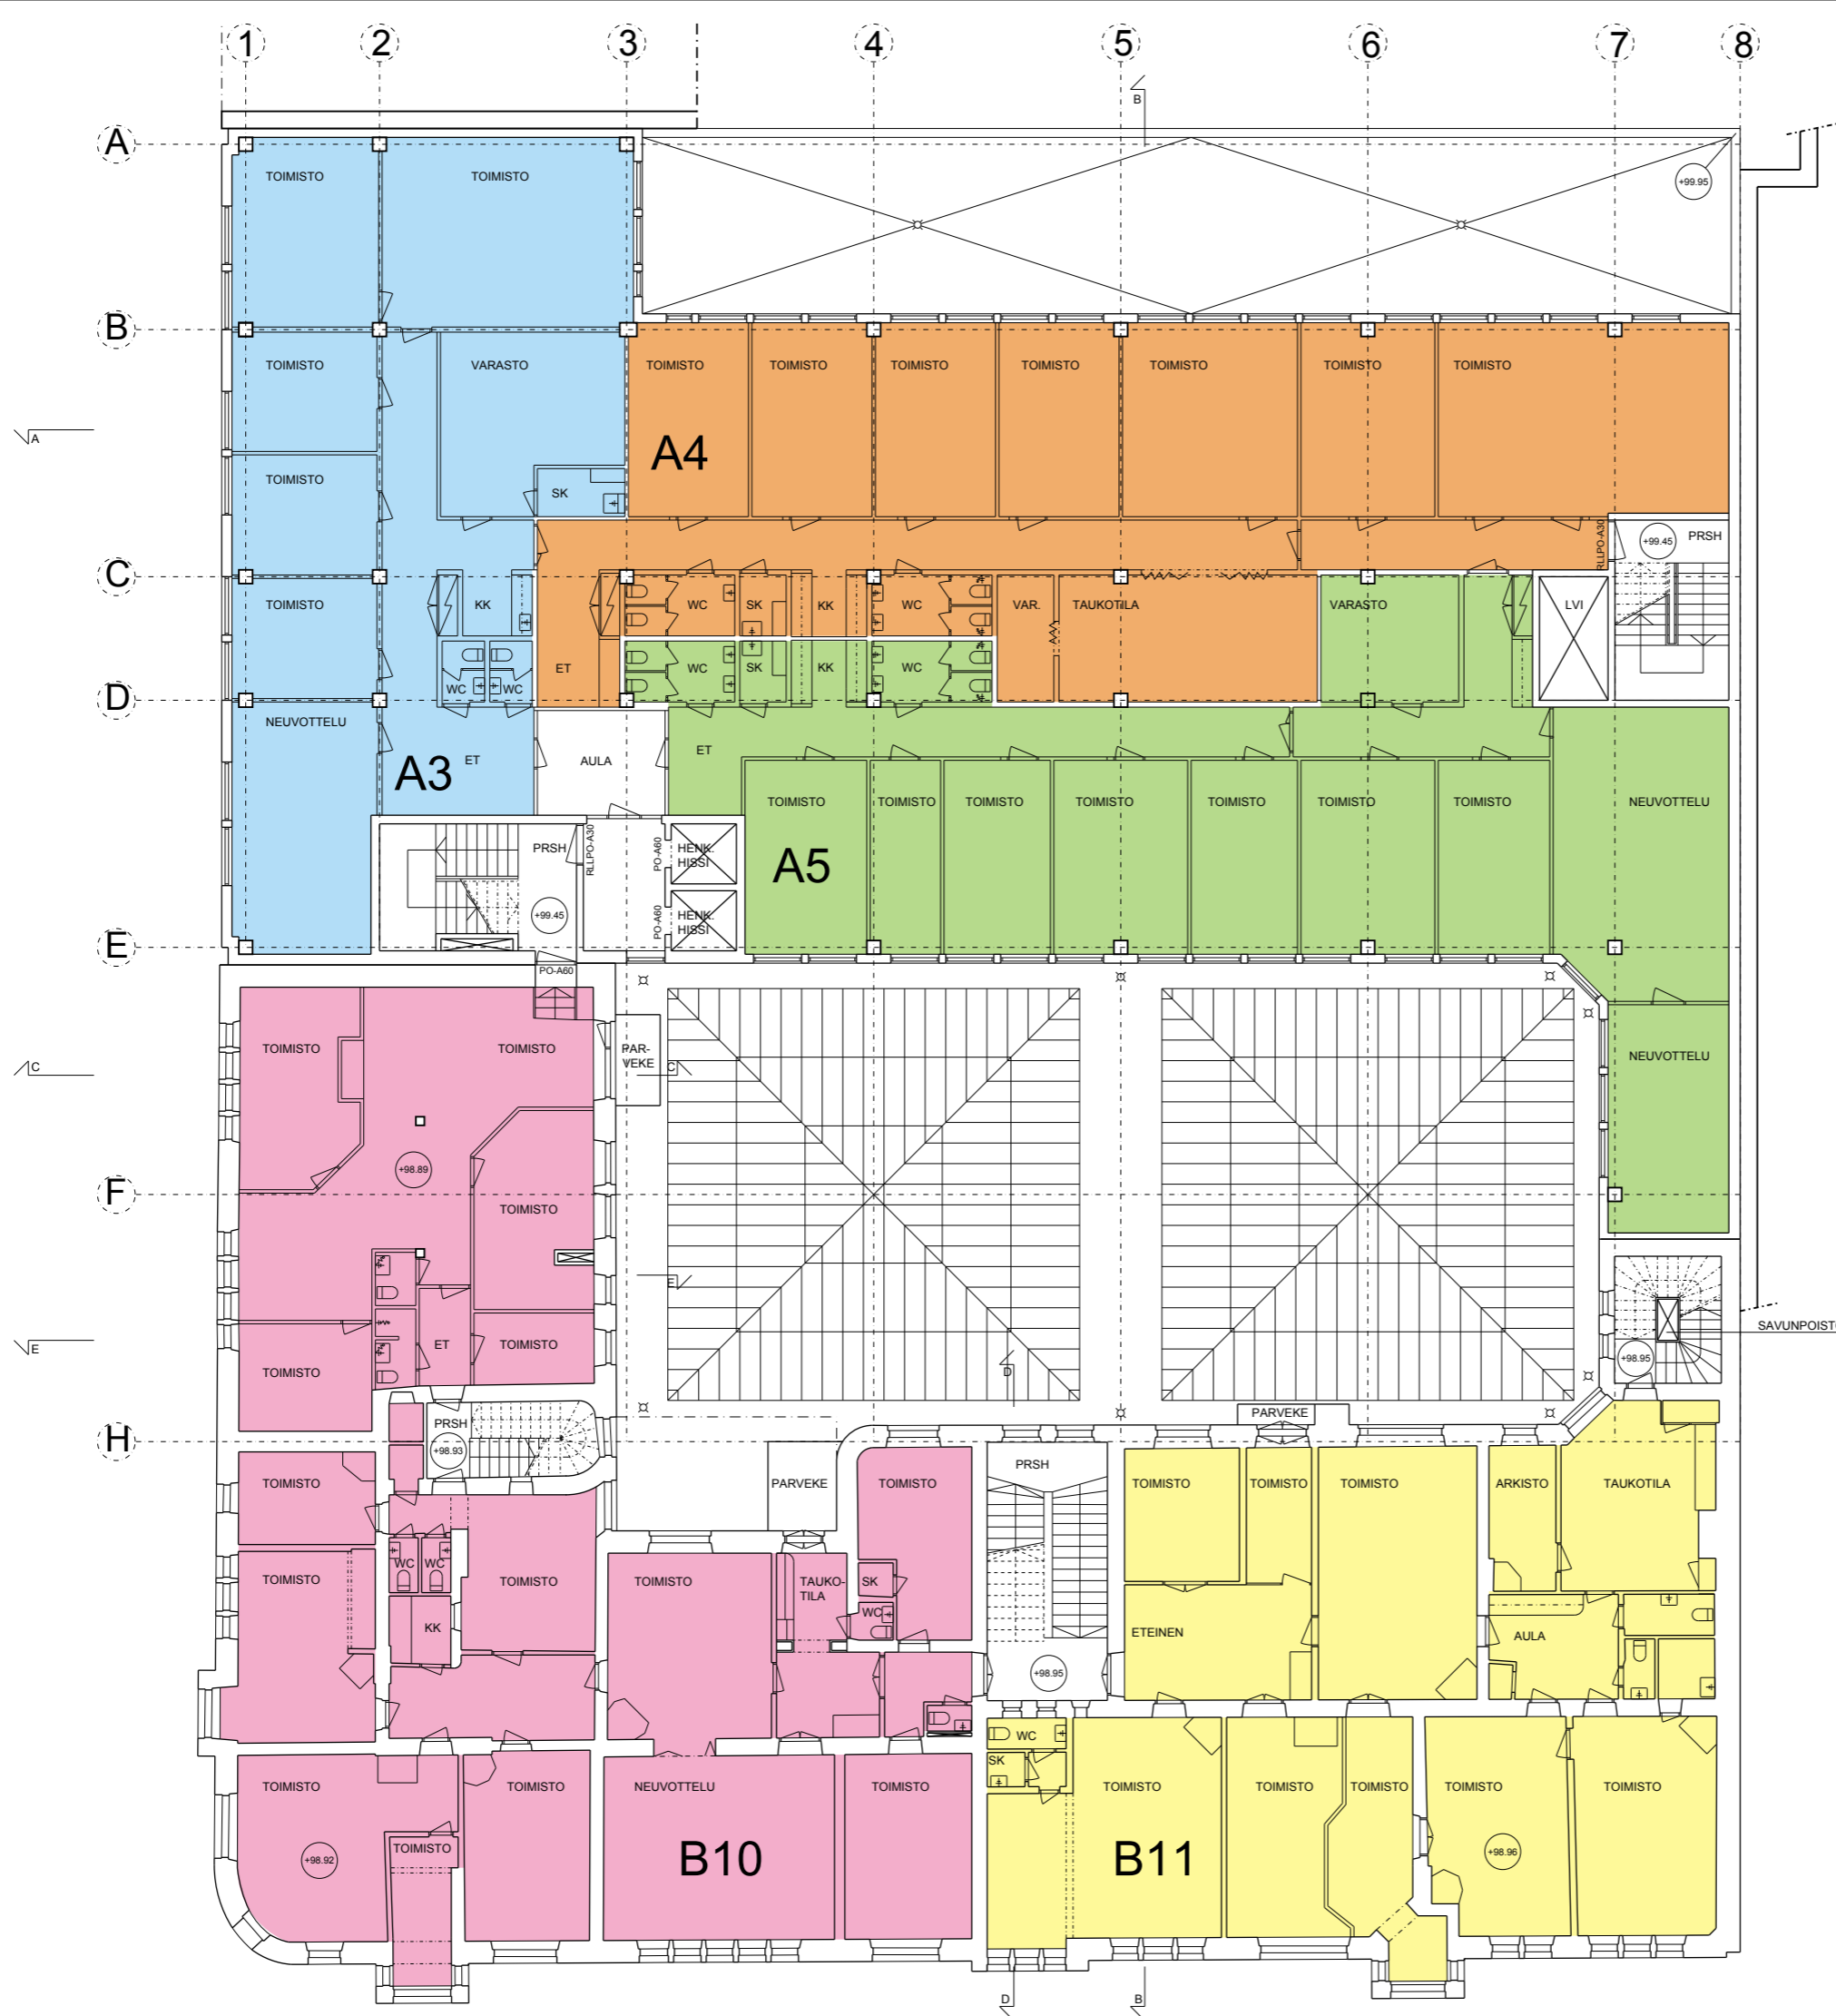 1 2 3 4 5 6 7 8
B
A
+99.95
TOIMISTO TOIMISTO
B
TOIMISTO VARASTO TOIMISTO TOIMISTO TOIMISTO TOIMISTO TOIMISTO TOIMISTO TOIMISTO
A
A4
TOIMISTO SK
RLLPO-A30 +99.45 PRSH
C
TOIMISTO KK WC SK KK WC VAR. TAUKOTILA VARASTO LVI
ET WC SK KK WC
WC WC
D
NEUVOTTELU
A3 ET AULA ET
TOIMISTO TOIMISTO TOIMISTO TOIMISTO TOIMISTO TOIMISTO TOIMISTO NEUVOTTELU
PRSH RLLPO-A30 PO-A60 HENK.
HISSI
A5
+99.45 PO-A60 HENK.
HISSI
E
PO-A60
TOIMISTO TOIMISTO PAR-
VEKE
NEUVOTTELU
C C
+98.89
F
TOIMISTO
E
SAVUNPOISTO
E
ET TOIMISTO
TOIMISTO
+98.95
D
PARVEKE
H
PRSH
+98.93
PRSH
TOIMISTO PARVEKE TOIMISTO TOIMISTO TOIMISTO TOIMISTO ARKISTO TAUKOTILA
WC WC
TOIMISTO TOIMISTO TOIMISTO TAUKO-
TILA
SK
WC
KK
ETEINEN AULA
+98.95
WC
SK
TOIMISTO TOIMISTO NEUVOTTELU TOIMISTO TOIMISTO TOIMISTO TOIMISTO TOIMISTO TOIMISTO
TOIMISTO
+98.92
B10 B11
+98.96
D B